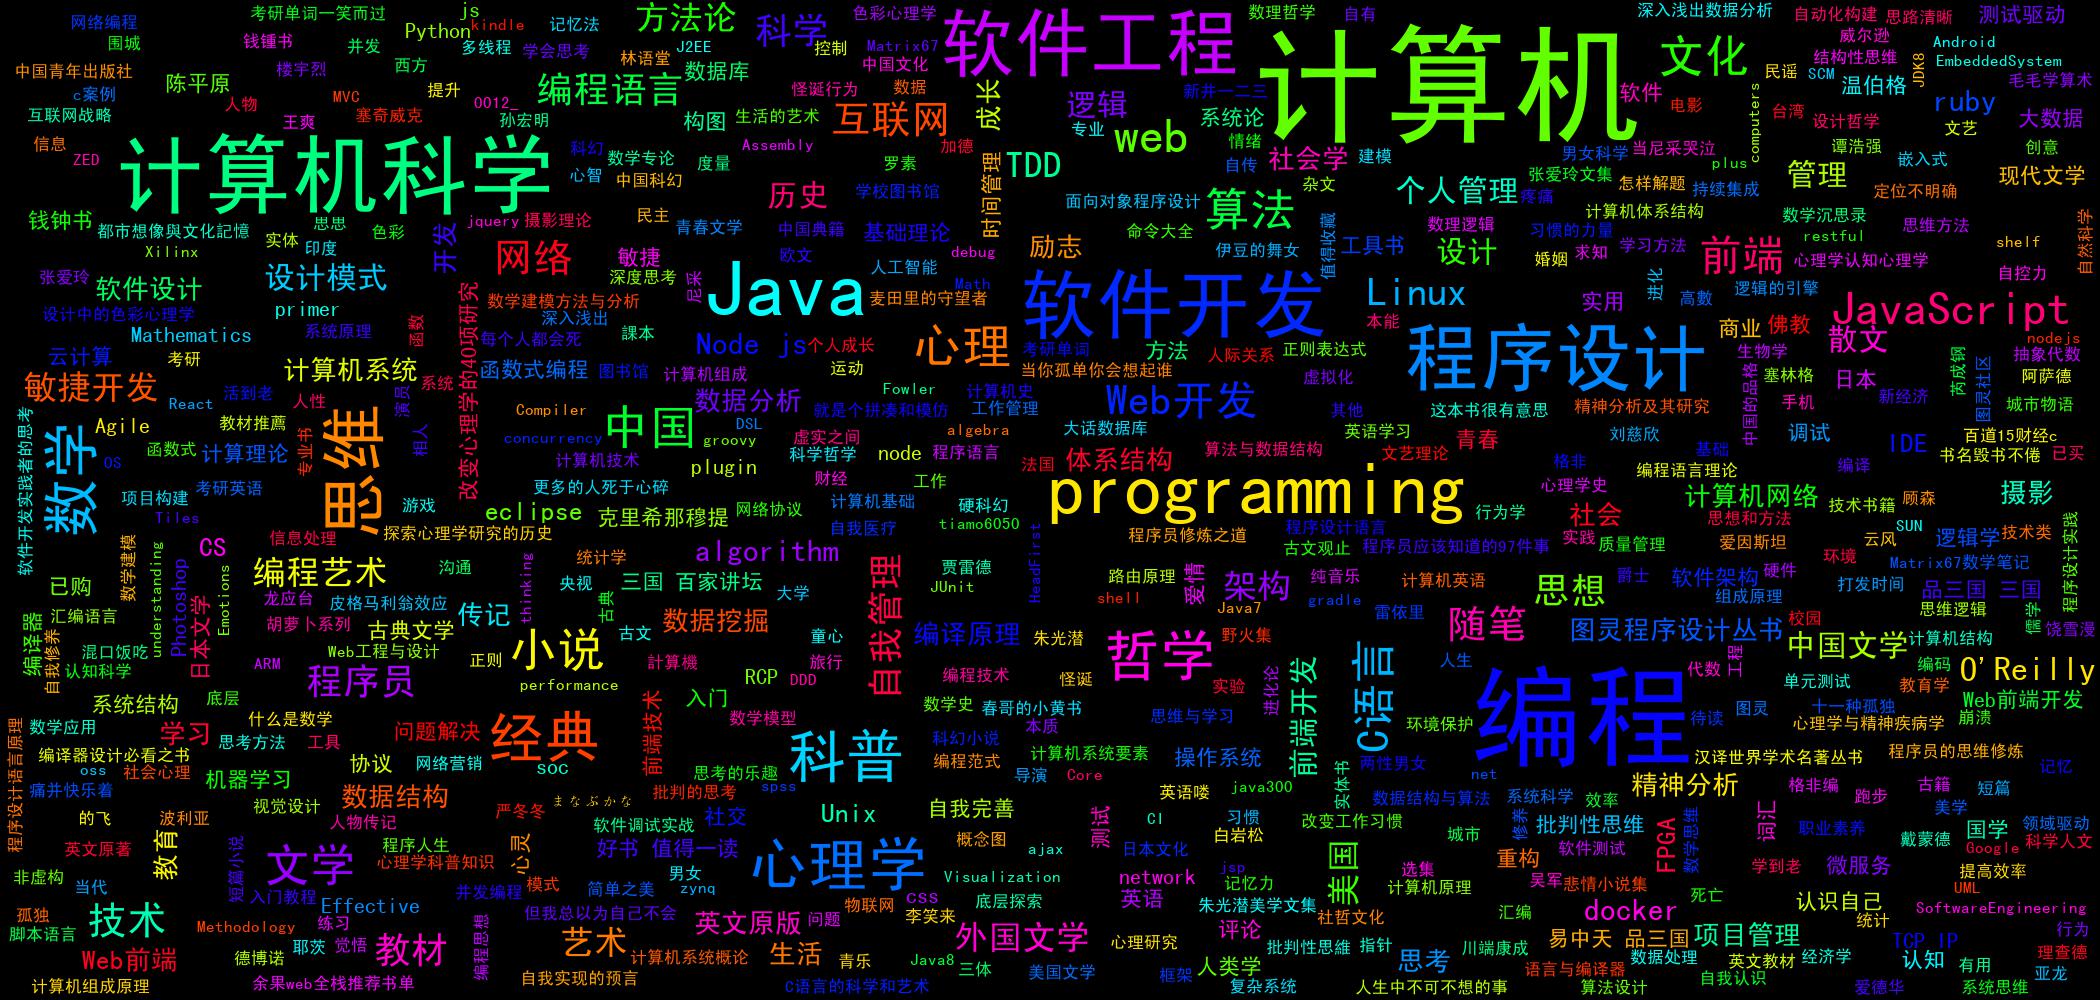 计算机
计算机科学
软件工程
编程
programming
软件开发
程序设计
Java
JavaScript
思维
数学
心理学
心理
哲学
科普
经典
小说
文学
中国
算法
互联网
网络
web
Web开发
C语言
编程语言
科学
方法论
文化
前端
技术
设计模式
Linux
TDD
逻辑
历史
社会学
个人管理
管理
设计
散文
随笔
思想
架构
图灵程序设计丛书
中国文学
O'Reilly
Web前端开发
精神分析
美国
教材
艺术
生活
外国文学
英文原版
docker
项目管理
易中天 品三国
思考
人类学
评论
Web前端
教育
数据结构
机器学习
程序员
编程艺术
计算机系统
敏捷开发
软件设计
数据库
数据分析
数据挖掘
自我管理
前端开发
编译原理
algorithm
eclipse
克里希那穆提
传记
古典文学
日本文学
Photoshop
编译器
已购
CS
计算理论
Agile
Mathematics
primer
云计算
函数式编程
Node js
个人成长
励志
时间管理
成长
系统论
体系结构
计算机网络
摄影
社会
IDE
调试
青春
商业
佛教
日本
ruby
大数据
温伯格
现代文学
测试驱动
陈平原
钱钟书
Python
js
kindle
网络编程
考研单词一笑而过
记忆法
色彩心理学
数理哲学
自有
深入浅出数据分析
自动化构建
思路清晰
围城
钱锺书
并发
多线程
学会思考
林语堂
J2EE
控制
Matrix67
中国文化
威尔逊
结构性思维
Android
EmbeddedSystem
中国青年出版社
楼宇烈
西方
怪诞行为
数据
新井一二三
软件
电影
民谣
SCM
JDK8
毛毛学算术
c案例
人物
MVC
提升
OO12_
互联网战略
王爽
塞奇威克
孙宏明
构图
生活的艺术
加德
专业
情绪
computers
台湾
设计哲学
文艺
信息
ZED
科幻
数学专论
度量
Assembly
罗素
自传
建模
男女科学
当尼采哭泣
plus
谭浩强
创意
心智
中国科幻
学校图书馆
杂文
疼痛
张爱玲文集
怎样解题
持续集成
嵌入式
定位不明确
都市想像與文化記憶
思思
色彩
jquery
摄影理论
民主
青春文学
中国典籍
基础理论
面向对象程序设计
命令大全
计算机体系结构
数理逻辑
数学沉思录
思维方法
自然科学
Xilinx
实体
印度
开发
敏捷
欧文
debug
伊豆的舞女
值得收藏
工具书
习惯的力量
求知
学习方法
restful
shelf
张爱玲
深度思考
尼采
人工智能
Math
婚姻
进化
心理学认知心理学
自控力
设计中的色彩心理学
数学建模方法与分析
麦田里的守望者
实用
高數
逻辑的引擎
系统原理
函数
深入浅出
每个人都会死
課本
本能
考研单词
方法
人际关系
正则表达式
生物学
nodejs
抽象代数
考研
系统
图书馆
计算机组成
运动
当你孤单你会想起谁
虚拟化
塞林格
芮成钢
图灵社区
阿萨德
React
活到老
人性
演员
改变心理学的40项研究
Compiler
Fowler
计算机史
就是个拼凑和模仿
工作管理
其他
这本书很有意思
精神分析及其研究
手机
新经济
城市物语
软件开发实践者的思考
教材推薦
相人
concurrency
groovy
DSL
虚实之间
algebra
大话数据库
英语学习
刘慈欣
中国的品格
百道15财经c
OS
函数式
专业书
计算机技术
plugin
科学哲学
node
程序语言
算法与数据结构
文艺理论
基础
书名毁书不倦
已买
法国
格非
编程语言理论
编译
项目构建
考研英语
游戏
更多的人死于心碎
财经
工作
计算机基础
硬科幻
心理学史
技术书籍
顾森
Tiles
探索心理学研究的历史
网络协议
自我医疗
tiamo6050
程序员修炼之道
行为学
程序设计语言
思想和方法
SUN
逻辑学
技术类
信息处理
数学建模
understanding
统计学
贾雷德
HeadFirst
古文观止
程序员应该知道的97件事
实践
质量管理
爱因斯坦
云风
环境
Matrix67数学笔记
程序设计实践
沟通
thinking
央视
三国 百家讲坛
大学
JUnit
路由原理
爱情
纯音乐
计算机英语
爵士
软件架构
硬件
打发时间
品三国 三国
汇编语言
龙应台
Emotions
皮格马利翁效应
古典
shell
Java7
gradle
雷依里
组成原理
校园
思维逻辑
儒学
饶雪漫
胡萝卜系列
古文
童心
朱光潜
野火集
计算机结构
混口饭吃
自我修养
认知科学
ARM
Web工程与设计
正则
計算機
旅行
编程技术
怪诞
人生
代数
工程
编码
performance
RCP
DDD
实验
进化论
单元测试
教育学
系统结构
底层
入门
数学史
春哥的小黄书
环境保护
待读
图灵
十一种孤独
数学应用
学习
什么是数学
问题解决
前端技术
数学模型
思维与学习
本质
心理学与精神疾病学
崩溃
程序设计语言原理
编译器设计必看之书
思考方法
工具
科幻小说
计算机系统要素
操作系统
两性男女
汉译世界学术名著丛书
程序员的思维修炼
oss
社会心理
协议
网络营销
soc
思考的乐趣
编程范式
导演
Core
实体书
net
记忆
痛并快乐着
视觉设计
まなぶかな
批判的思考
spss
英语喽
java300
数据结构与算法
系统科学
效率
格非编
跑步
古籍
短篇
的飞
波利亚
人物传记
严冬冬
软件调试实战
社交
Unix
自我完善
测试
CI
习惯
改变工作习惯
城市
修养
批判性思维
词汇
美学
英文原著
程序人生
心灵
好书 值得一读
概念图
白岩松
数学思维
职业素养
戴蒙德
国学
领域驱动
短篇小说
心理学科普知识
ajax
日本文化
重构
软件测试
FPGA
学到老
微服务
Google
科学人文
非虚构
当代
入门教程
并发编程
模式
男女
简单之美
zynq
Visualization
css
network
jsp
记忆力
选集
计算机原理
吴军
悲情小说集
提高效率
UML
孤独
Effective
但我总以为自己不会
物联网
李笑来
底层探索
英语
朱光潜美学文集
社哲文化
汇编
死亡
认识自己
SoftwareEngineering
脚本语言
Methodology
练习
编程思想
问题
统计
行为
德博诺
耶茨
觉悟
计算机系统概论
青乐
心理研究
批判性思維
指针
川端康成
数据处理
TCP IP
理查德
Java8
三体
美国文学
框架
语言与编译器
英文教材
经济学
认知
有用
亚龙
计算机组成原理
余果web全栈推荐书单
自我实现的预言
C语言的科学和艺术
复杂系统
人生中不可不想的事
算法设计
自我认识
爱德华
系统思维